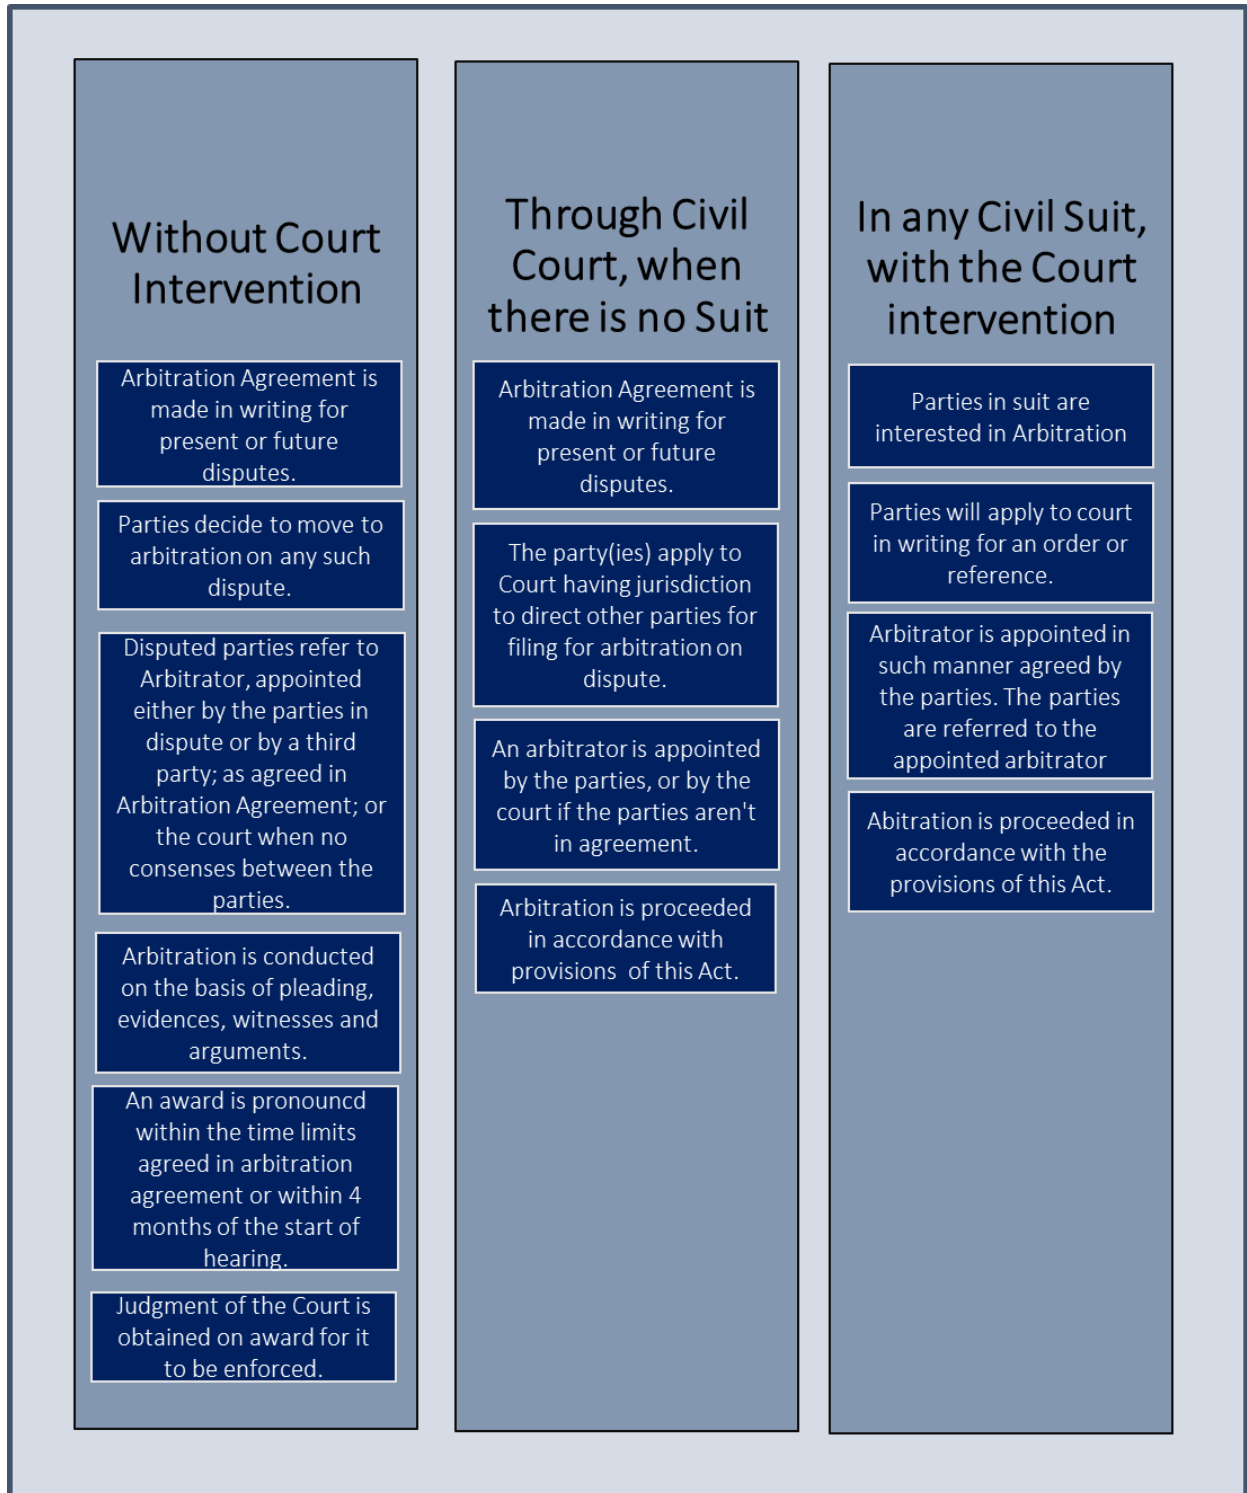 Without Court
Intervention
Arbitration Agreement is
made in writing for
present or future
disputes.
Parties decide to move to
arbitration on any such
dispute.
Disputed parties refer to
Arbitrator, appointed
either by the parties in
dispute or by a third
party; as agreed in
Arbitration Agreement; or
the court when no
consenses between the
parties.
Arbitration is conducted
on the basis of pleading,
evidences, witnesses and
arguments.
An award is pronouncd
within the time limits
agreed in arbitration
agreement or within 4
months of the start of
hearing.
Judgment of the Court is
obtained on award for it
to be enforced.
Through Civil
Court, when
there is no Suit
Arbitration Agreement is
made in writing for
present or future
disputes.
The party(ies) apply to
Court having jurisdiction
to direct other parties for
filing for arbitration on
dispute.
An arbitrator is appointed
by the parties, or by the
court if the parties aren't
in agreement.
Arbitration is proceeded
in accordance with
provisions of this Act.
In any Civil Suit,
with the Court
intervention
Parties in suit are
interested in Arbitration
Parties will apply to court
in writing for an order or
reference.
Arbitrator is appointed in
such manner agreed by
the parties. The parties
are referred to the
appointed arbitrator
Abitration is proceeded in
accordance with the
provisions of this Act.